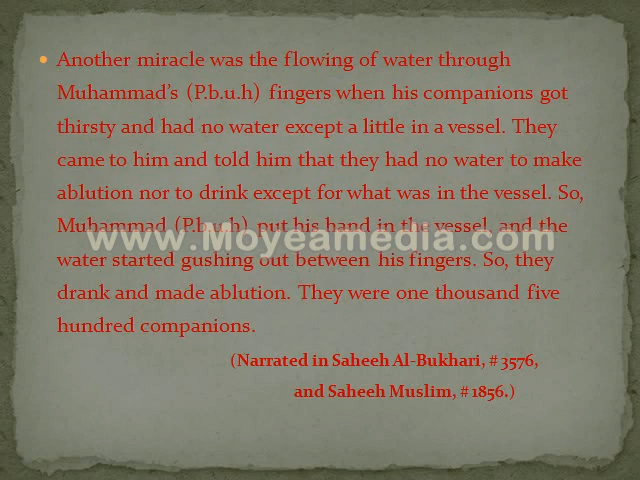 • Another miracle was the flowing of water through
Muhammad's (P.b.u.h) fingers when his companions got
thirsty and had no water except a little in a vessel. They
came to him and told him that they had no water to make
ablution nor to drink except for what was in the vessel. So,
Muhammad (P.b.u.h) put his hand in the vessel, and the
www.Moyeamedia.com
water started gushing out between his fingers. So, they
drank and made ablution. They were one thousand five
hundred companions.
(Narrated in Saheeh Al-Bukhari, #3576,
and Saheeh Muslim, #1856.)